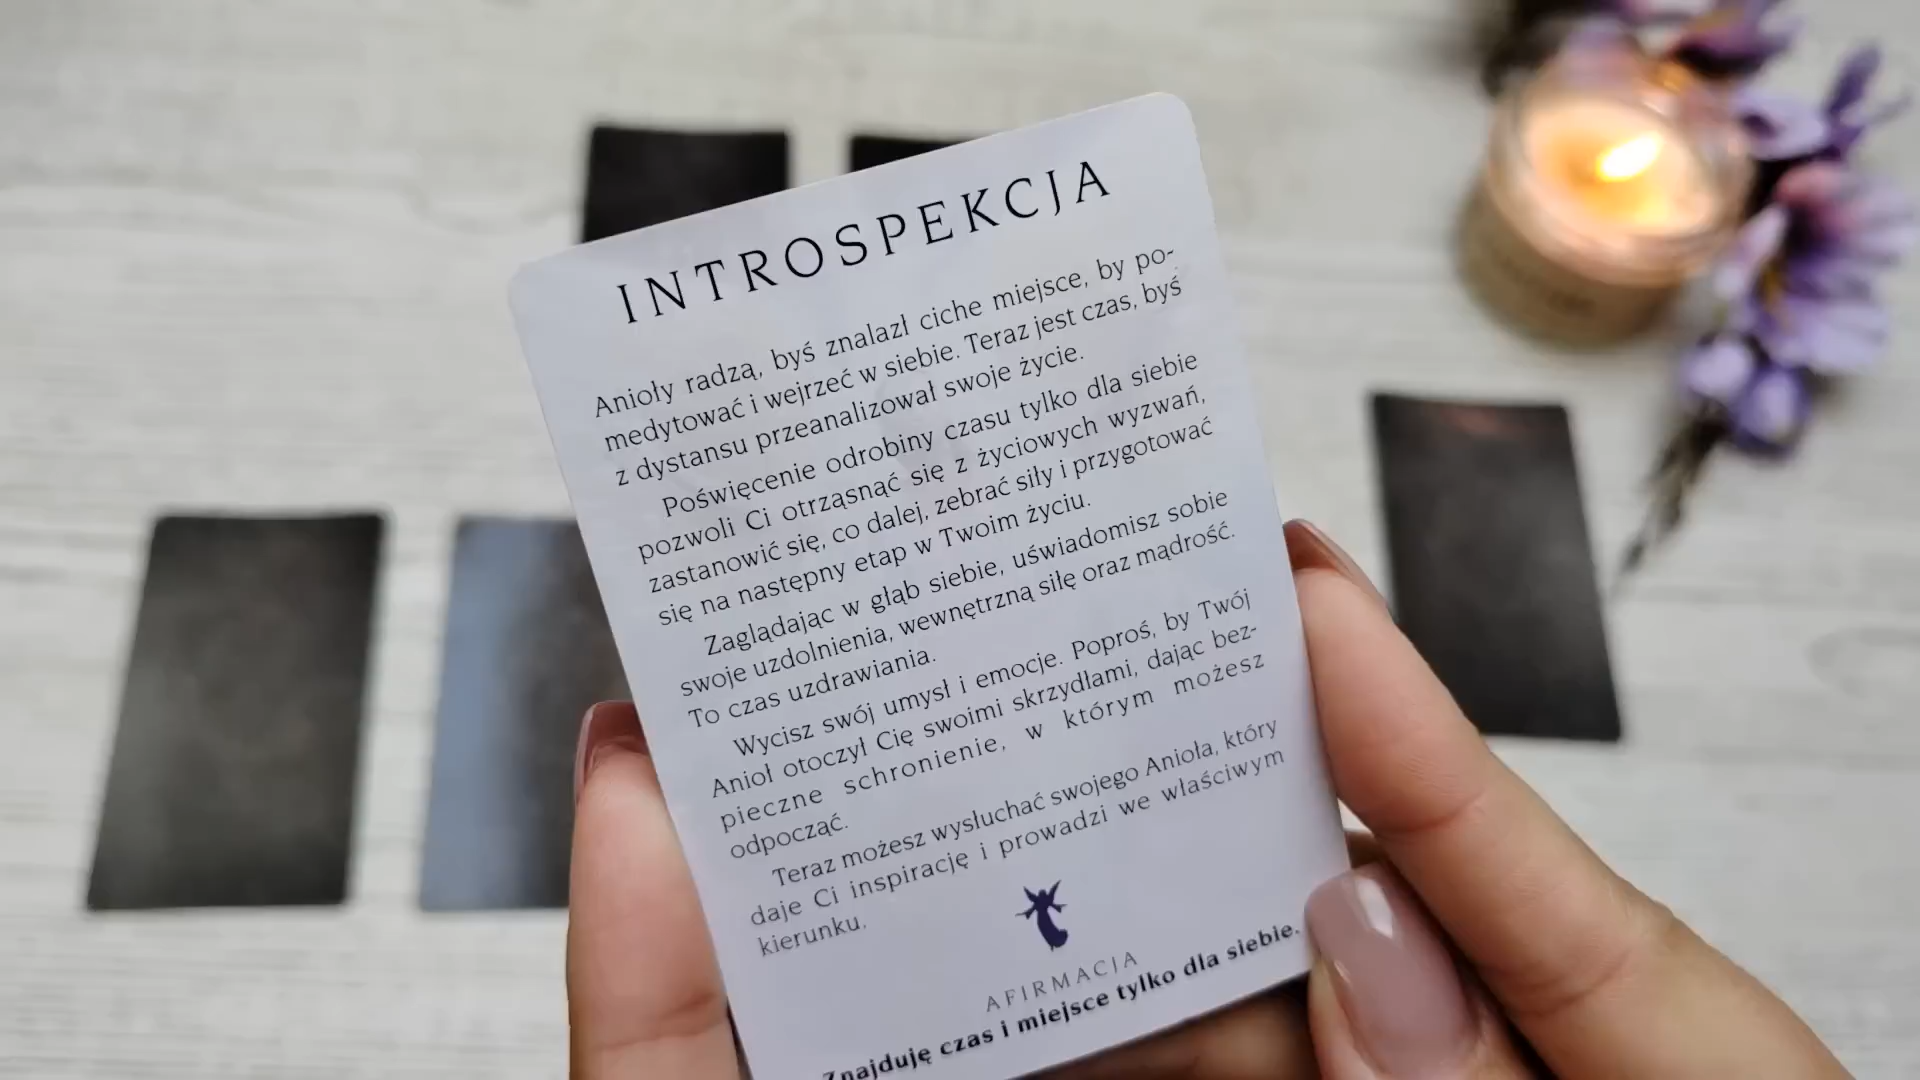 INTROSPEKCJA
Anioły radzą, byś znalazł ciche miejsce, by po-
medytować i wejrzeć w siebie. Teraz jest czas, byś
z dystansu przeanalizował swoje życie.
Poświęcenie odrobiny czasu tylko dla siebie
pozwoli Ci otrząsnąć się z życiowych wyzwań,
zastanowić się, co dalej, zebrać siły i przygotować
się na następny etap w Twoim życiu.
Zaglądając w głąb siebie, uświadomisz sobie
swoje uzdolnienia, wewnętrzną siłę oraz mądrość.
To czas uzdrawiania.
Wycisz swój umysł i emocje. Poproś, by Twój
Anioł otoczył Cię swoimi skrzydłami, dając bez-
pieczne schronienie, w którym możesz
odpocząć.
Teraz możesz wysłuchać swojego Anioła, który
daje Ci inspirację i prowadzi we właściwym
kierunku.
AFIRMACJA
Znajduję czas i miejsce tylko dla siebie.